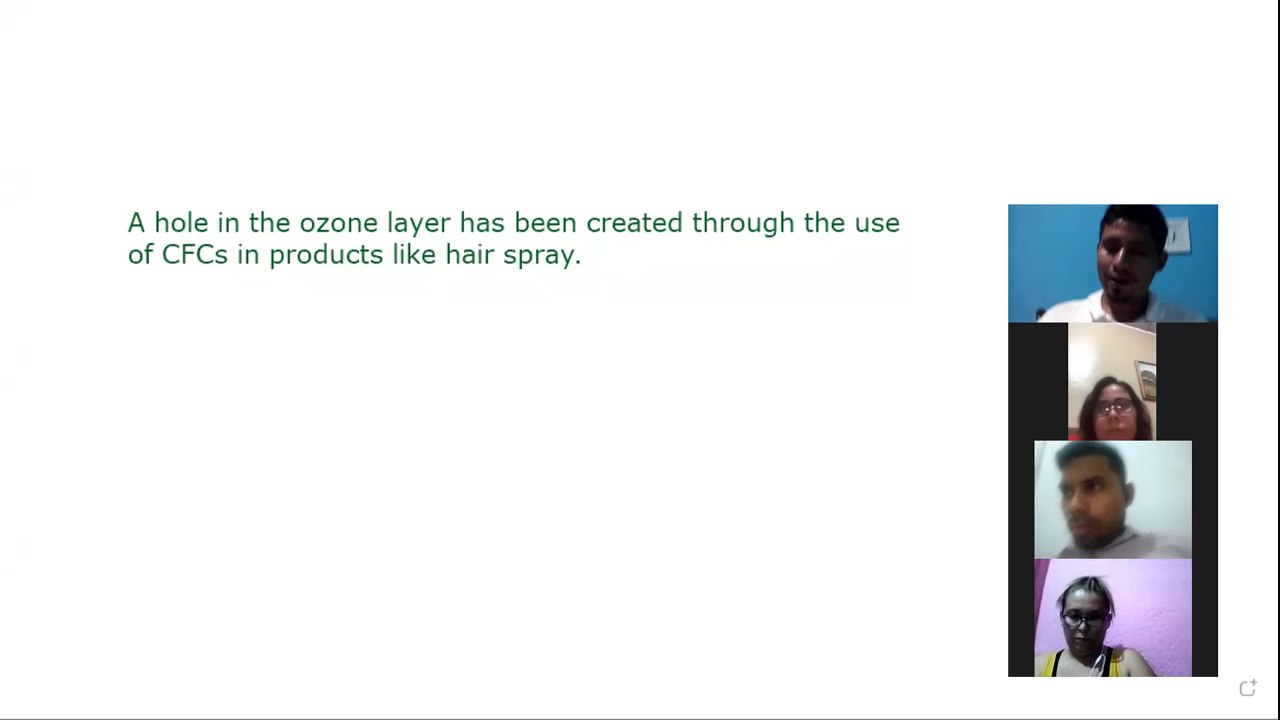 A hole in the ozone layer has been created through the use
of CFCs in products like hair spray.